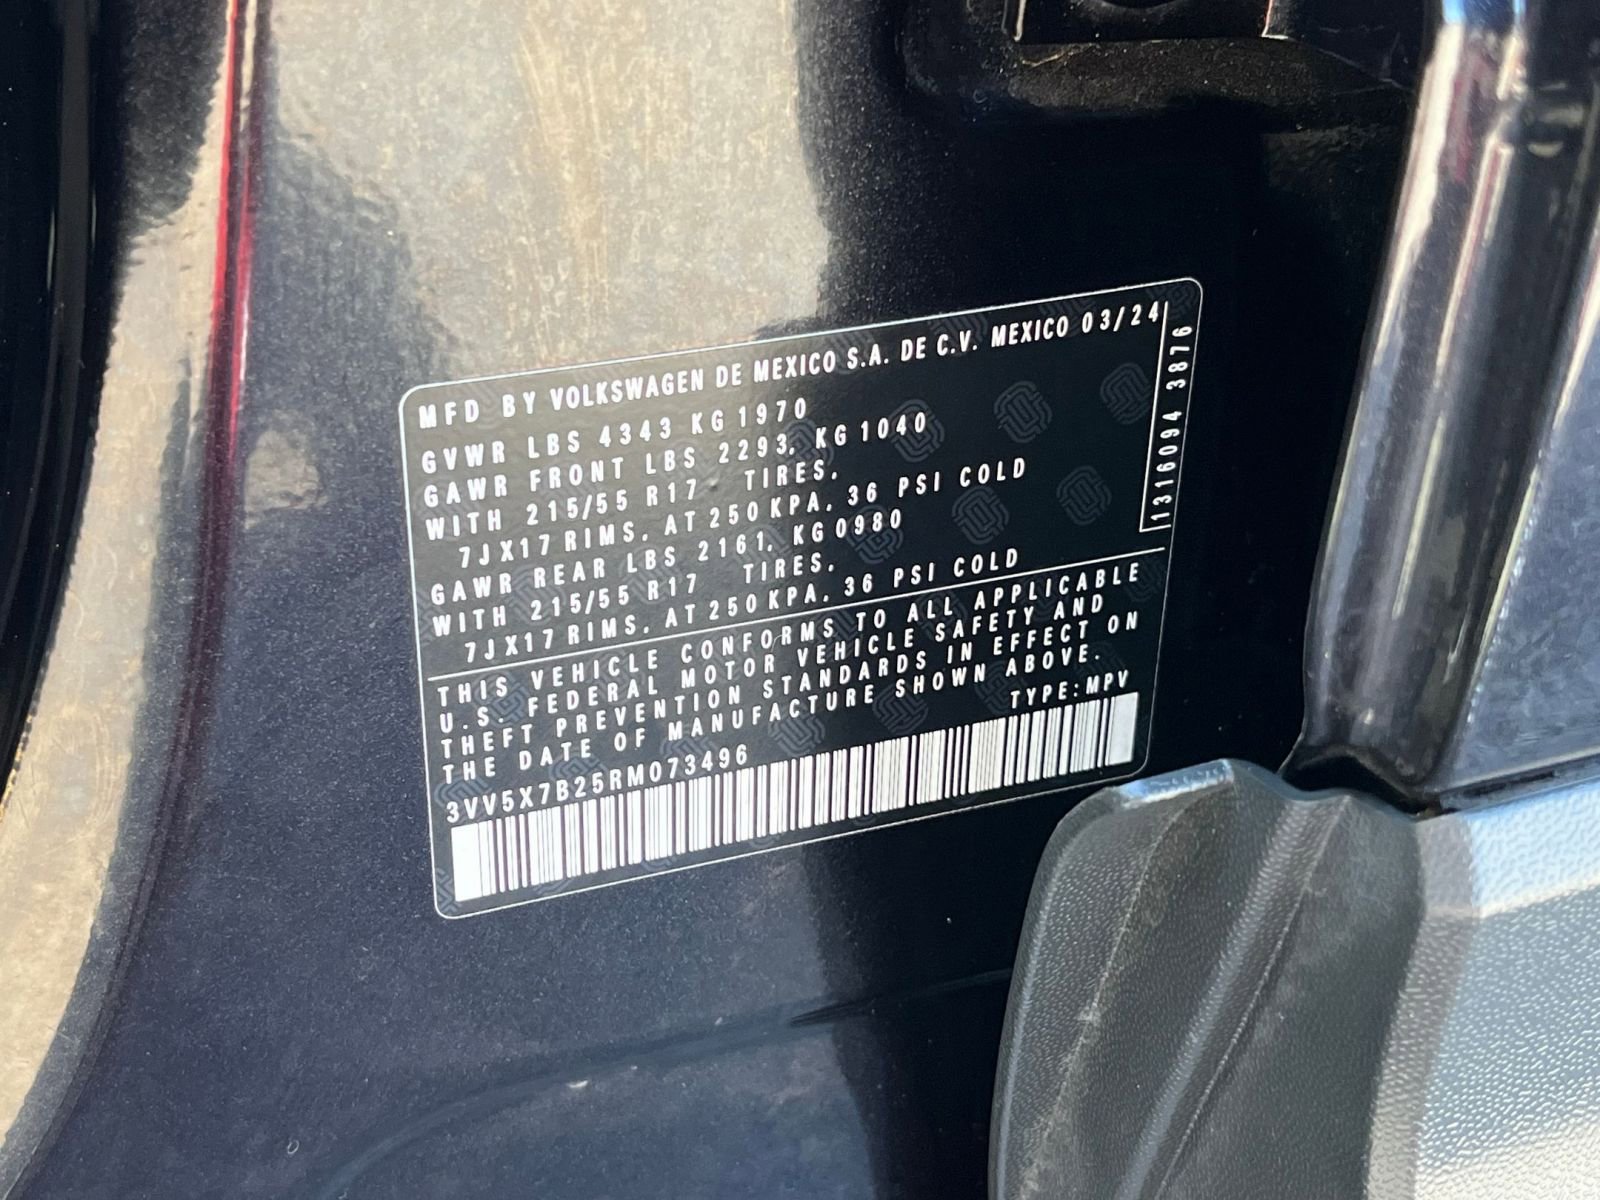 MFD BY VOLKSWAGEN DE MEXICO S.A. DE C.V. MEXICO 03/24
GVWR LBS 4343 KG 1970
GAWR FRONT LBS 2293, KG 1040
WITH 215/55 R17 TIRES,
7JX17 RIMS, AT 250 KPA, 36 PSI COLD
GAWR REAR LBS 2161, KG 0980
WITH 215/55 R17 TIRES,
7JX17 RIMS, AT 250 KPA, 36 PSI COLD
1316094 3876
THIS VEHICLE CONFORMS TO ALL APPLICABLE
U.S. FEDERAL MOTOR VEHICLE SAFETY AND
THEFT PREVENTION STANDARDS IN EFFECT ON
THE DATE OF MANUFACTURE SHOWN ABOVE.
3VV5X7B25RM073496 TYPE:MPV